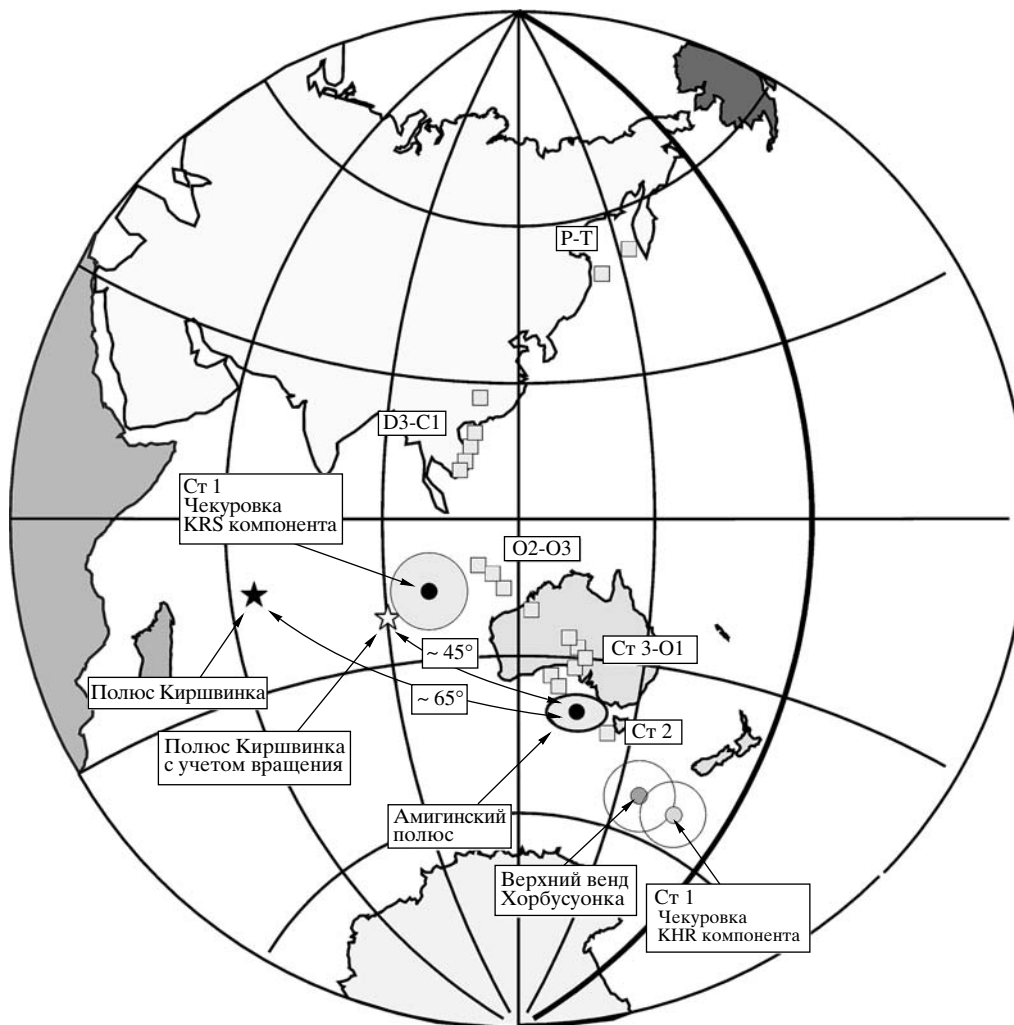 P-T
D3-C1
Ст 1
Чекуровка
KRS компонента
O2-O3
Ст 3-O1
~ 45°
Полюс Киршвинка
~ 65°
Ст 2
Полюс Киршвинка
с учетом вращения
Амигинский
полюс
Верхний венд
Хорбусуонка
Ст 1
Чекуровка
KHR компонента